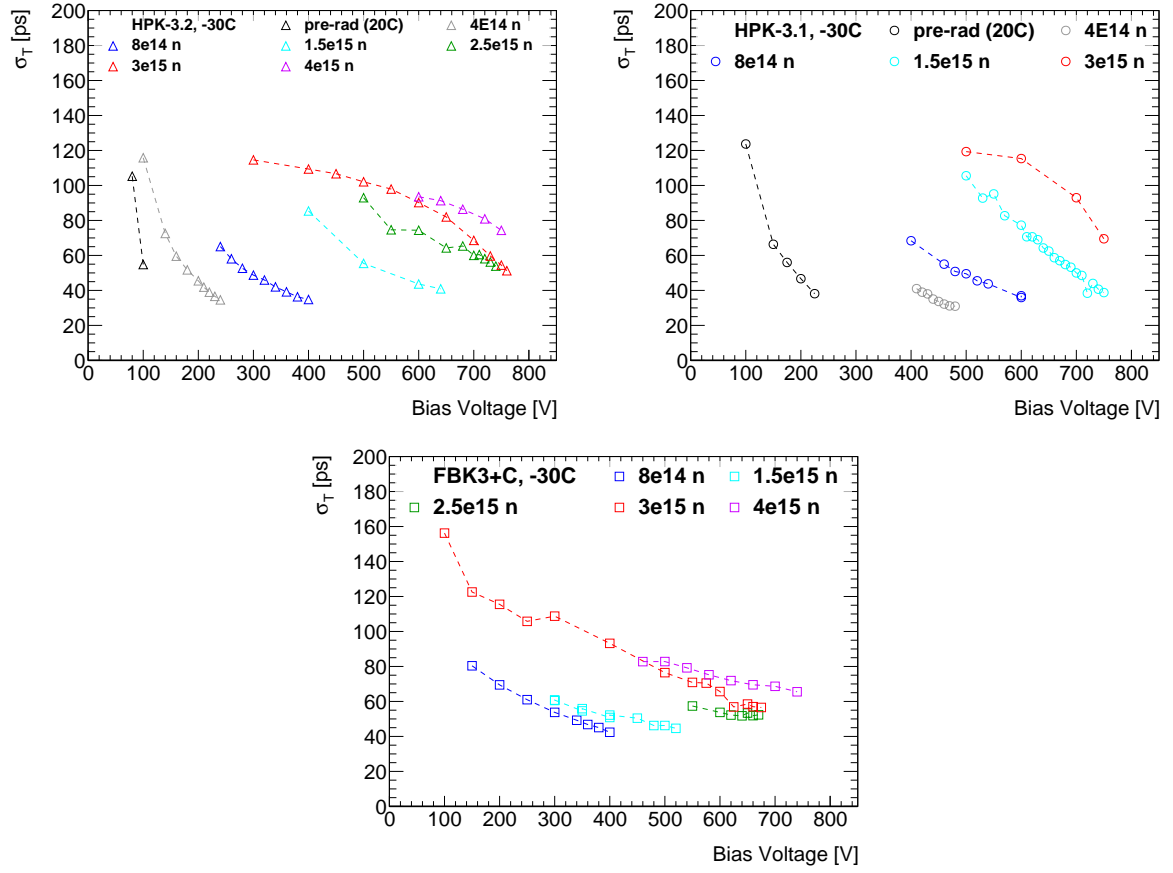 HPK-3.2, -30C pre-rad (20C) 4E14 n
8e14 n 1.5e15 n 2.5e15 n
3e15 n 4e15 n
σT [ps]
200
180
160
140
120
100
80
60
40
20
0
0 100 200 300 400 500 600 700 800
Bias Voltage [V]
HPK-3.1, -30C pre-rad (20C) 4E14 n
8e14 n 1.5e15 n 3e15 n
σT [ps]
200
180
160
140
120
100
80
60
40
20
0
0 100 200 300 400 500 600 700 800
Bias Voltage [V]
FBK3+C, -30C 8e14 n 1.5e15 n
2.5e15 n 3e15 n 4e15 n
σT [ps]
200
180
160
140
120
100
80
60
40
20
0
0 100 200 300 400 500 600 700 800
Bias Voltage [V]